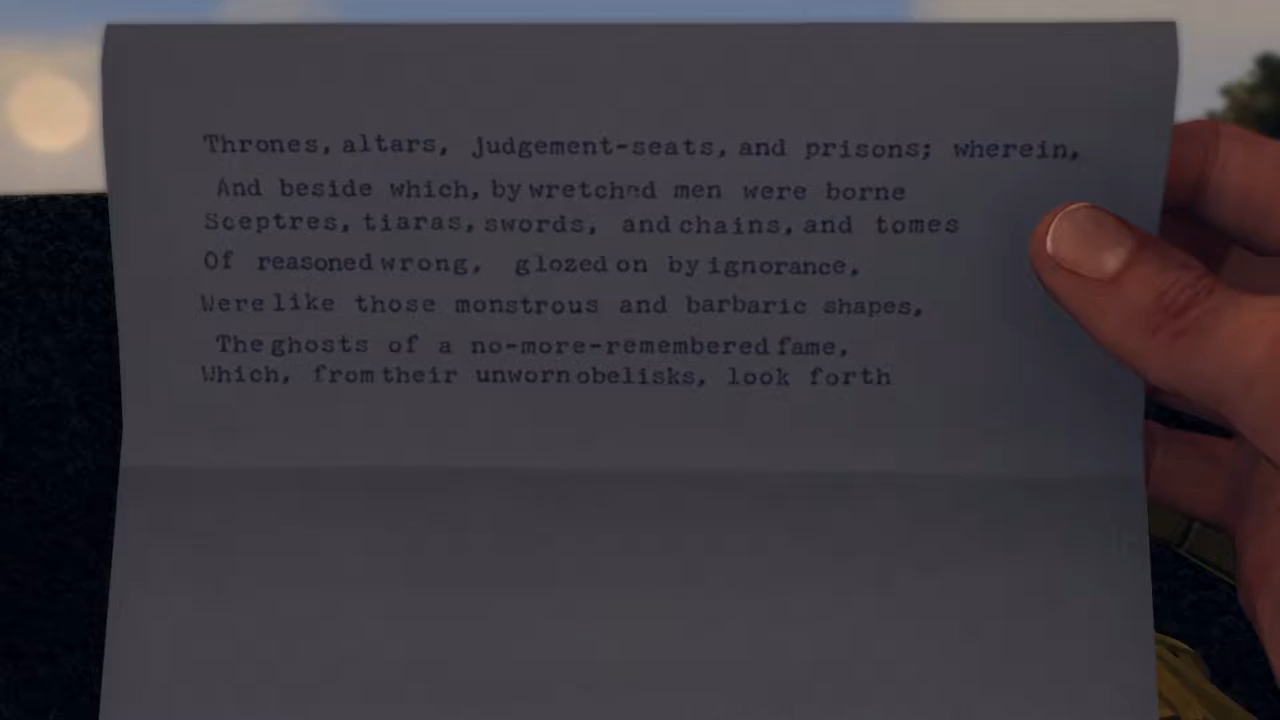 Thrones, altars, judgement-seats, and prisons; wherein,
And beside which, by wretched men were borne
Sceptres, tiaras, swords, and chains, and tomes
Of reasoned wrong, glozed on by ignorance,
Were like those monstrous and barbaric shapes,
The ghosts of a no-more-remembered fame,
Which, from their unworn obelisks, look forth